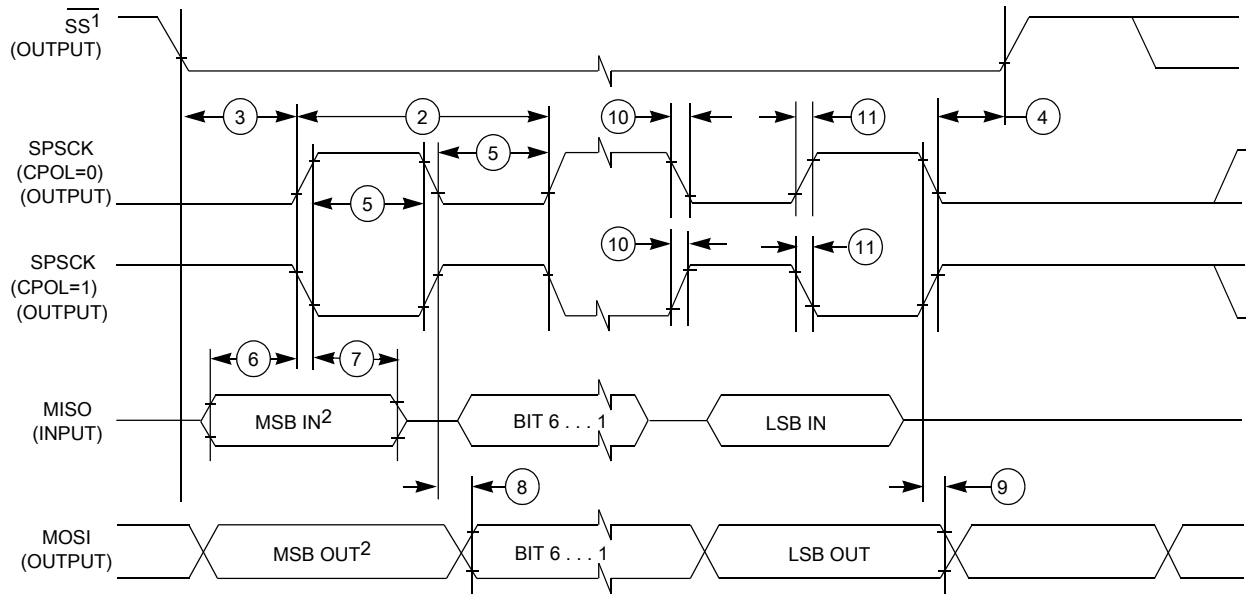 SS¹
(OUTPUT)
3
2
10
11
4
SPSCK
(CPOL=0)
(OUTPUT)
5
5
SPSCK
(CPOL=1)
(OUTPUT)
10
11
6
7
MISO
(INPUT)
MSB IN²
BIT 6 . . . 1
LSB IN
8
9
MOSI
(OUTPUT)
MSB OUT²
BIT 6 . . . 1
LSB OUT